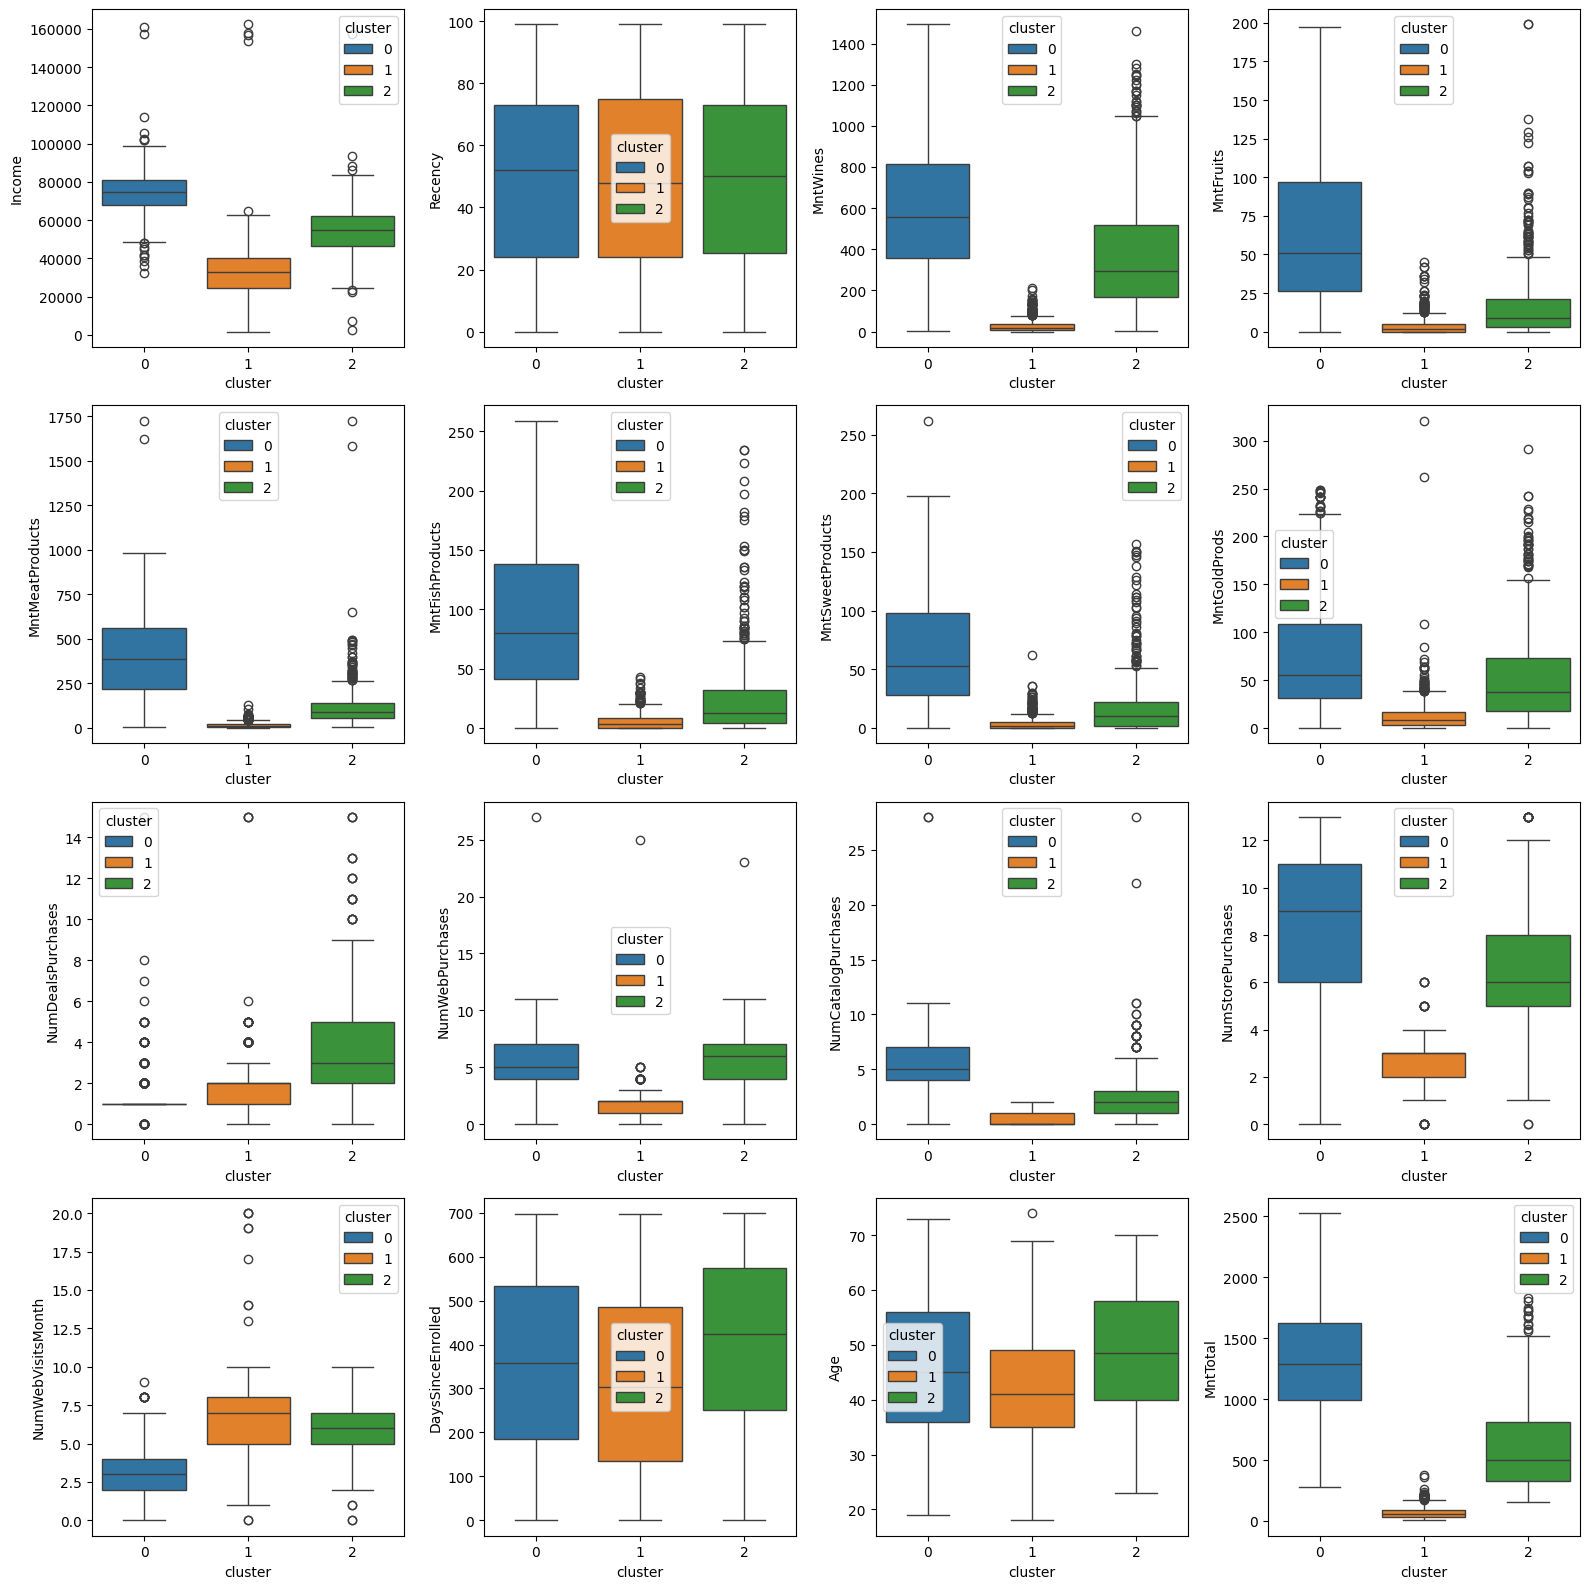 Income
160000
140000
120000
100000
80000
60000
40000
20000
0
cluster
0
1
2
0 1 2
cluster
Recency
100
80
60
40
20
0
cluster
0
1
2
0 1 2
cluster
MntWines
1400
1200
1000
800
600
400
200
0
cluster
0
1
2
0 1 2
cluster
MntFruits
200
175
150
125
100
75
50
25
0
cluster
0
1
2
0 1 2
cluster
MntMeatProducts
1750
1500
1250
1000
750
500
250
0
cluster
0
1
2
0 1 2
cluster
MntFishProducts
250
200
150
100
50
0
cluster
0
1
2
0 1 2
cluster
MntSweetProducts
250
200
150
100
50
0
cluster
0
1
2
0 1 2
cluster
MntGoldProds
300
250
200
150
100
50
0
cluster
0
1
2
0 1 2
cluster
NumDealsPurchases
14
12
10
8
6
4
2
0
cluster
0
1
2
0 1 2
cluster
NumWebPurchases
25
20
15
10
5
0
cluster
0
1
2
0 1 2
cluster
NumCatalogPurchases
25
20
15
10
5
0
cluster
0
1
2
0 1 2
cluster
NumStorePurchases
12
10
8
6
4
2
0
cluster
0
1
2
0 1 2
cluster
NumWebVisitsMonth
20.0
17.5
15.0
12.5
10.0
7.5
5.0
2.5
0.0
cluster
0
1
2
0 1 2
cluster
DaysSinceEnrolled
700
600
500
400
300
200
100
0
cluster
0
1
2
0 1 2
cluster
Age
70
60
50
40
30
20
cluster
0
1
2
0 1 2
cluster
MntTotal
2500
2000
1500
1000
500
0
cluster
0
1
2
0 1 2
cluster